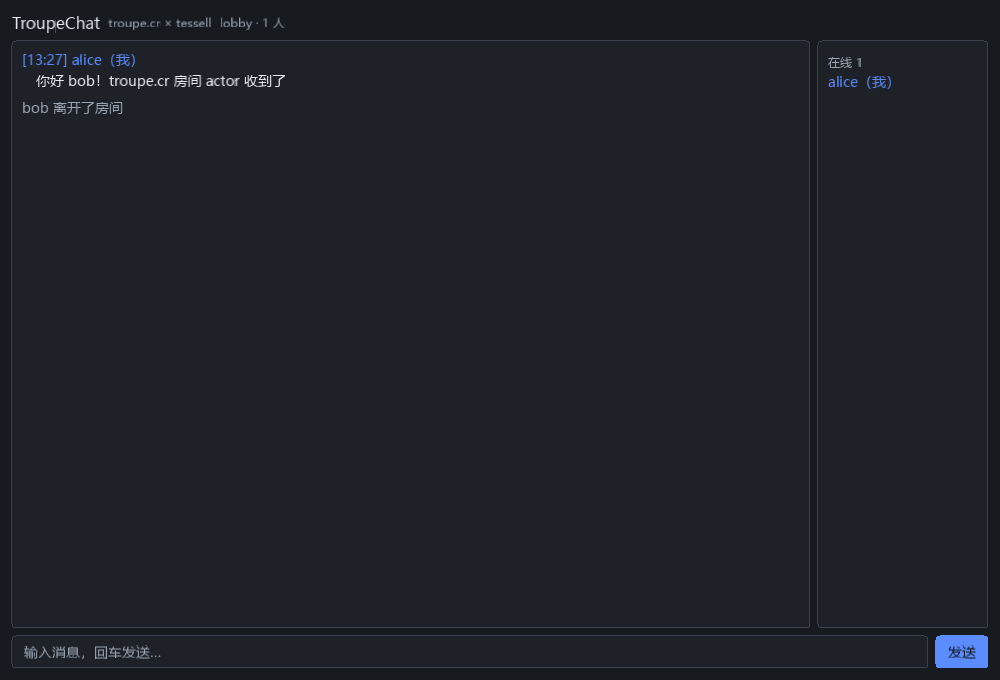 TroupeChat troupe.cr × tessell lobby · 1 人
[13:27] alice（我）
你好 bob！troupe.cr 房间 actor 收到了
bob 离开了房间
在线 1
alice（我）
输入消息，回车发送...
发送